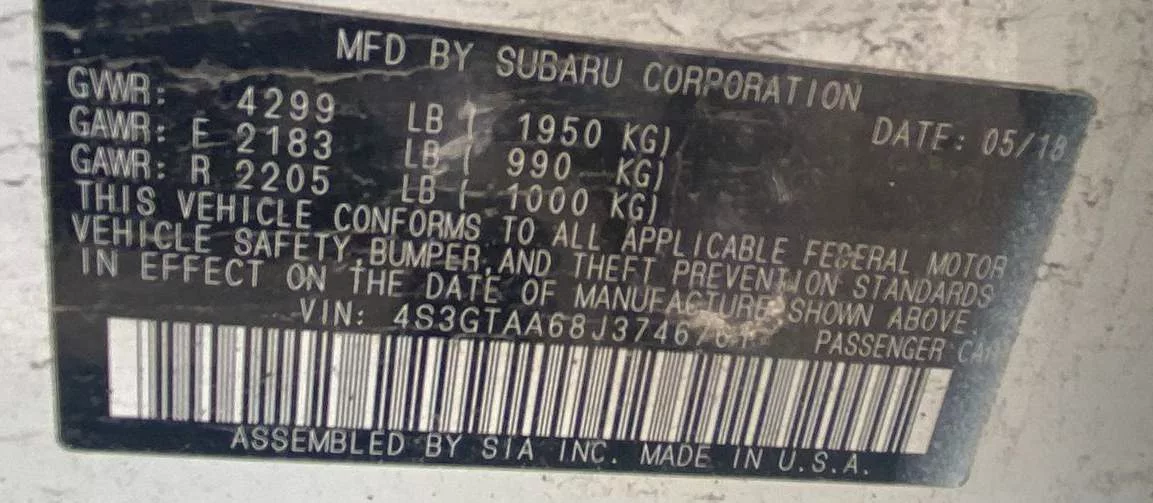 MFD BY SUBARU CORPORATION
GVWR: 4299 LB ( 1950 KG) DATE: 05/18
GAWR: F 2183 LB ( 990 KG)
GAWR: R 2205 LB ( 1000 KG)
THIS VEHICLE CONFORMS TO ALL APPLICABLE FEDERAL MOTOR
VEHICLE SAFETY, BUMPER, AND THEFT PREVENTION STANDARDS
IN EFFECT ON THE DATE OF MANUFACTURE SHOWN ABOVE.
VIN: PASSENGER CAR
ASSEMBLED BY SIA INC. MADE IN U.S.A.